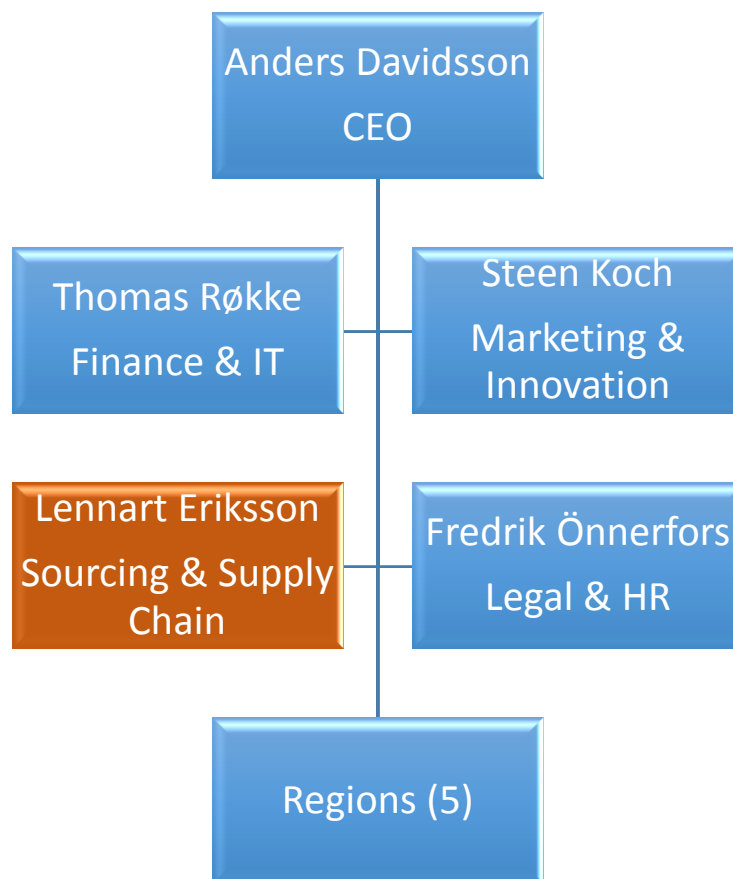 Anders Davidsson
CEO
Thomas Røkke
Finance & IT
Steen Koch
Marketing &
Innovation
Lennart Eriksson
Sourcing & Supply
Chain
Fredrik Önnerfors
Legal & HR
Regions (5)